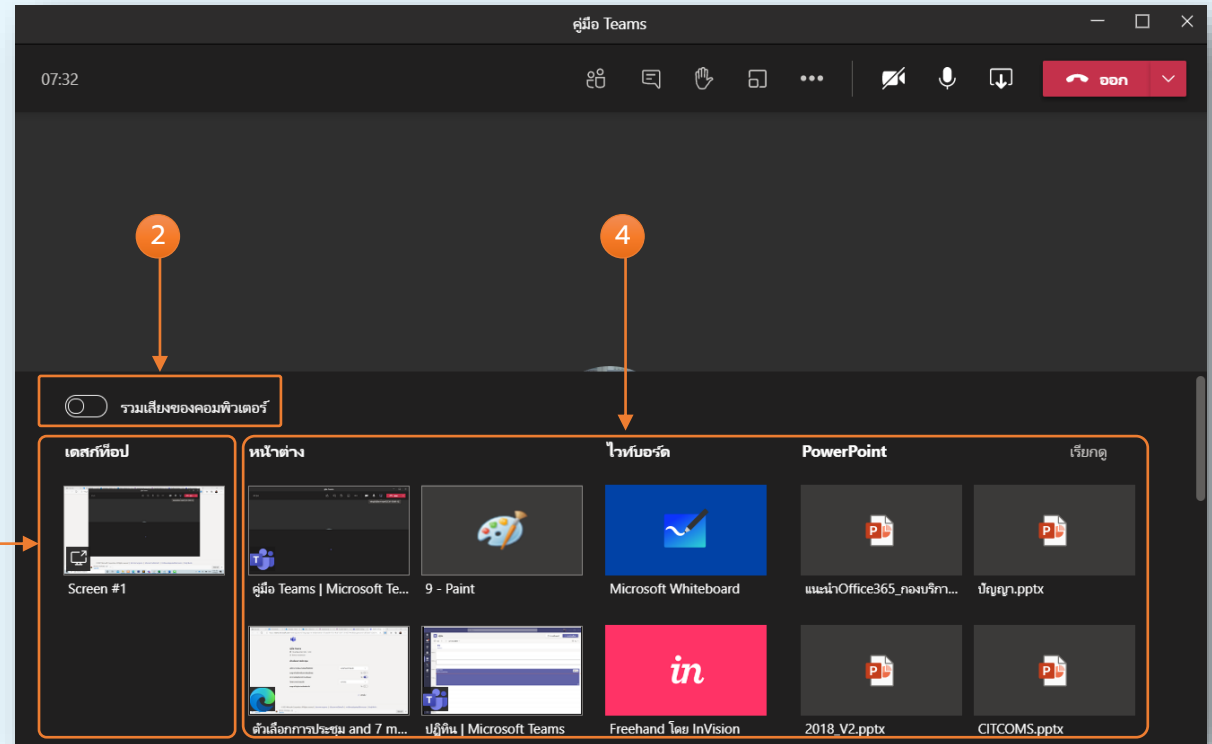 คู่มือ Teams
07:32
ออก
2
4
รวมเสียงของคอมพิวเตอร์
เดสก์ท็อป
หน้าต่าง
ไวท์บอร์ด
PowerPoint
เรียกดู
Screen #1
คู่มือ Teams | Microsoft Te...
9 - Paint
Microsoft Whiteboard
แนะนำOffice365_กองบริกา...
ปัญญา.pptx
in
ตัวเลือกการประชุม and 7 m...
ปฏิทิน | Microsoft Teams
Freehand โดย InVision
2018_V2.pptx
CITCOMS.pptx